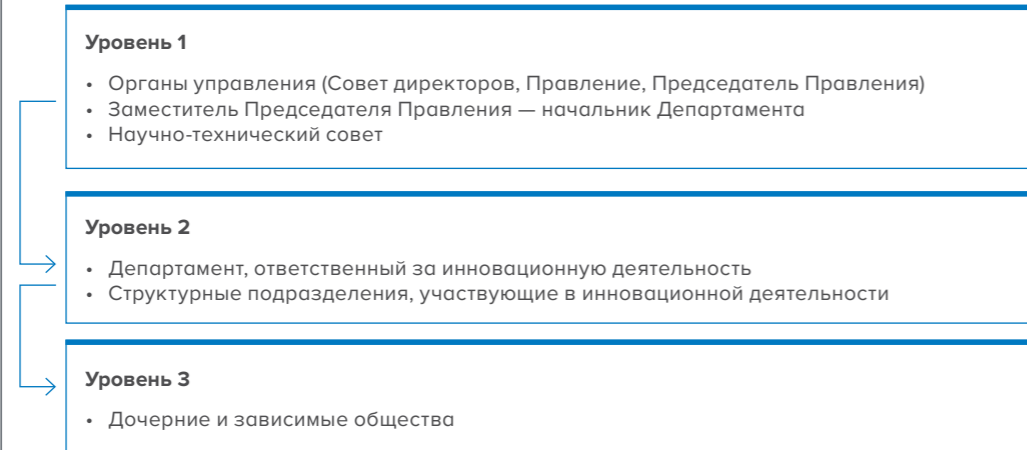 Уровень 1
• Органы управления (Совет директоров, Правление, Председатель Правления)
• Заместитель Председателя Правления — начальник Департамента
• Научно-технический совет
Уровень 2
• Департамент, ответственный за инновационную деятельность
• Структурные подразделения, участвующие в инновационной деятельности
Уровень 3
• Дочерние и зависимые общества